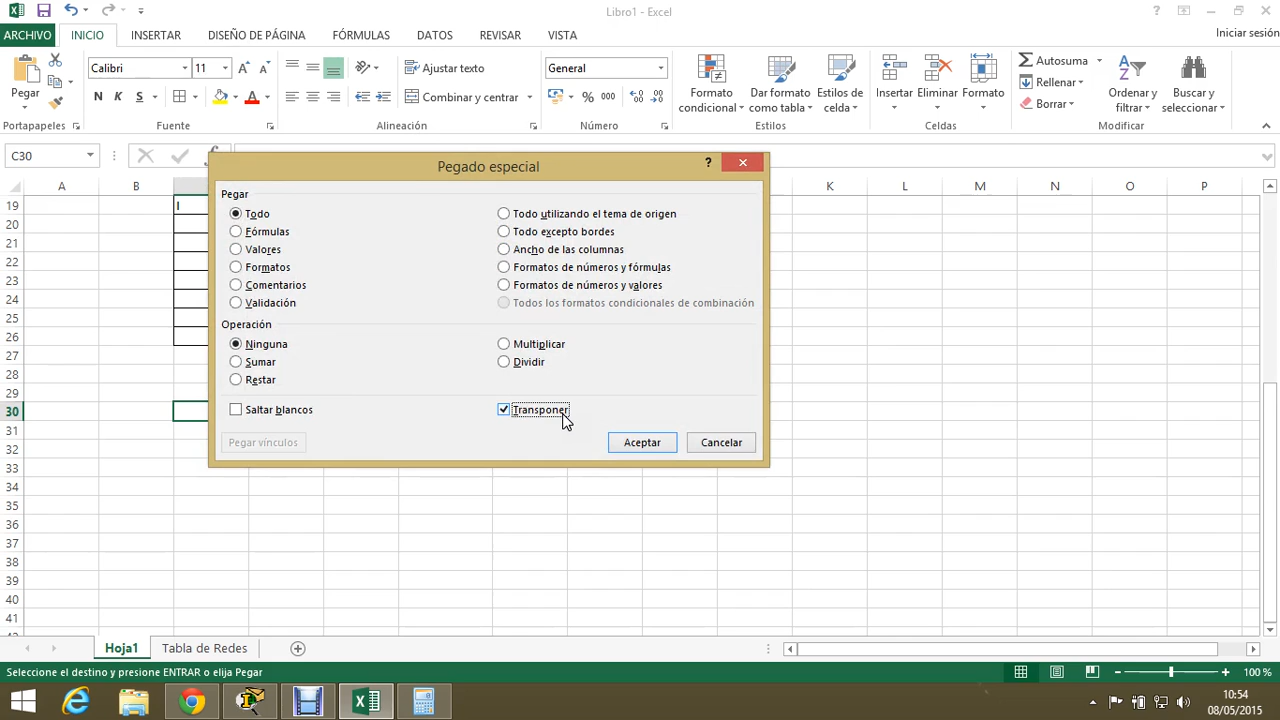 Libro1 - Excel
ARCHIVO INICIO INSERTAR DISEÑO DE PÁGINA FÓRMULAS DATOS REVISAR VISTA Iniciar sesión
Pegar
Calibri 11
N K S
Ajustar texto
Combinar y centrar
General
% 000
Formato condicional
Dar formato como tabla
Estilos de celda
Insertar Eliminar Formato
Autosuma
Rellenar
Borrar
Ordenar y filtrar
Buscar y seleccionar
Portapapeles Fuente Alineación Número Estilos Celdas Modificar
C30
Pegado especial
A B K L M N O P
Pegar
Todo
Fórmulas
Valores
Formatos
Comentarios
Validación
Todo utilizando el tema de origen
Todo excepto bordes
Ancho de las columnas
Formatos de números y fórmulas
Formatos de números y valores
Todos los formatos condicionales de combinación
Operación
Ninguna
Sumar
Restar
Multiplicar
Dividir
Saltar blancos
Transponer
Pegar vínculos
Aceptar
Cancelar
19 I
20
21
22
23
24
25
26
27
28
29
30
31
32
33
34
35
36
37
38
39
40
41
Hoja1 Tabla de Redes
Seleccione el destino y presione ENTRAR o elija Pegar
100 %
10:54
08/05/2015